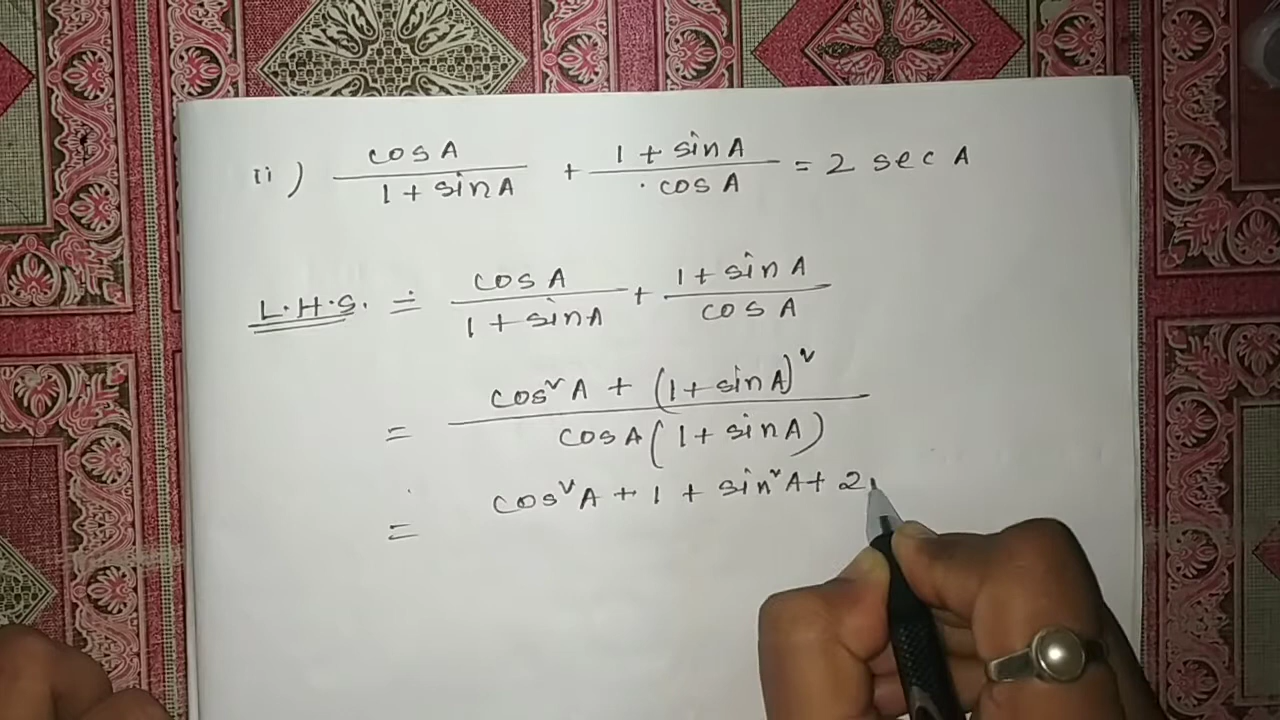 ii) cos A / 1 + sin A + 1 + sin A / cos A = 2 sec A
L.H.S. = cos A / 1 + sin A + 1 + sin A / cos A
= cos²A + (1 + sin A)² / cos A (1 + sin A)
= cos²A + 1 + sin²A + 2